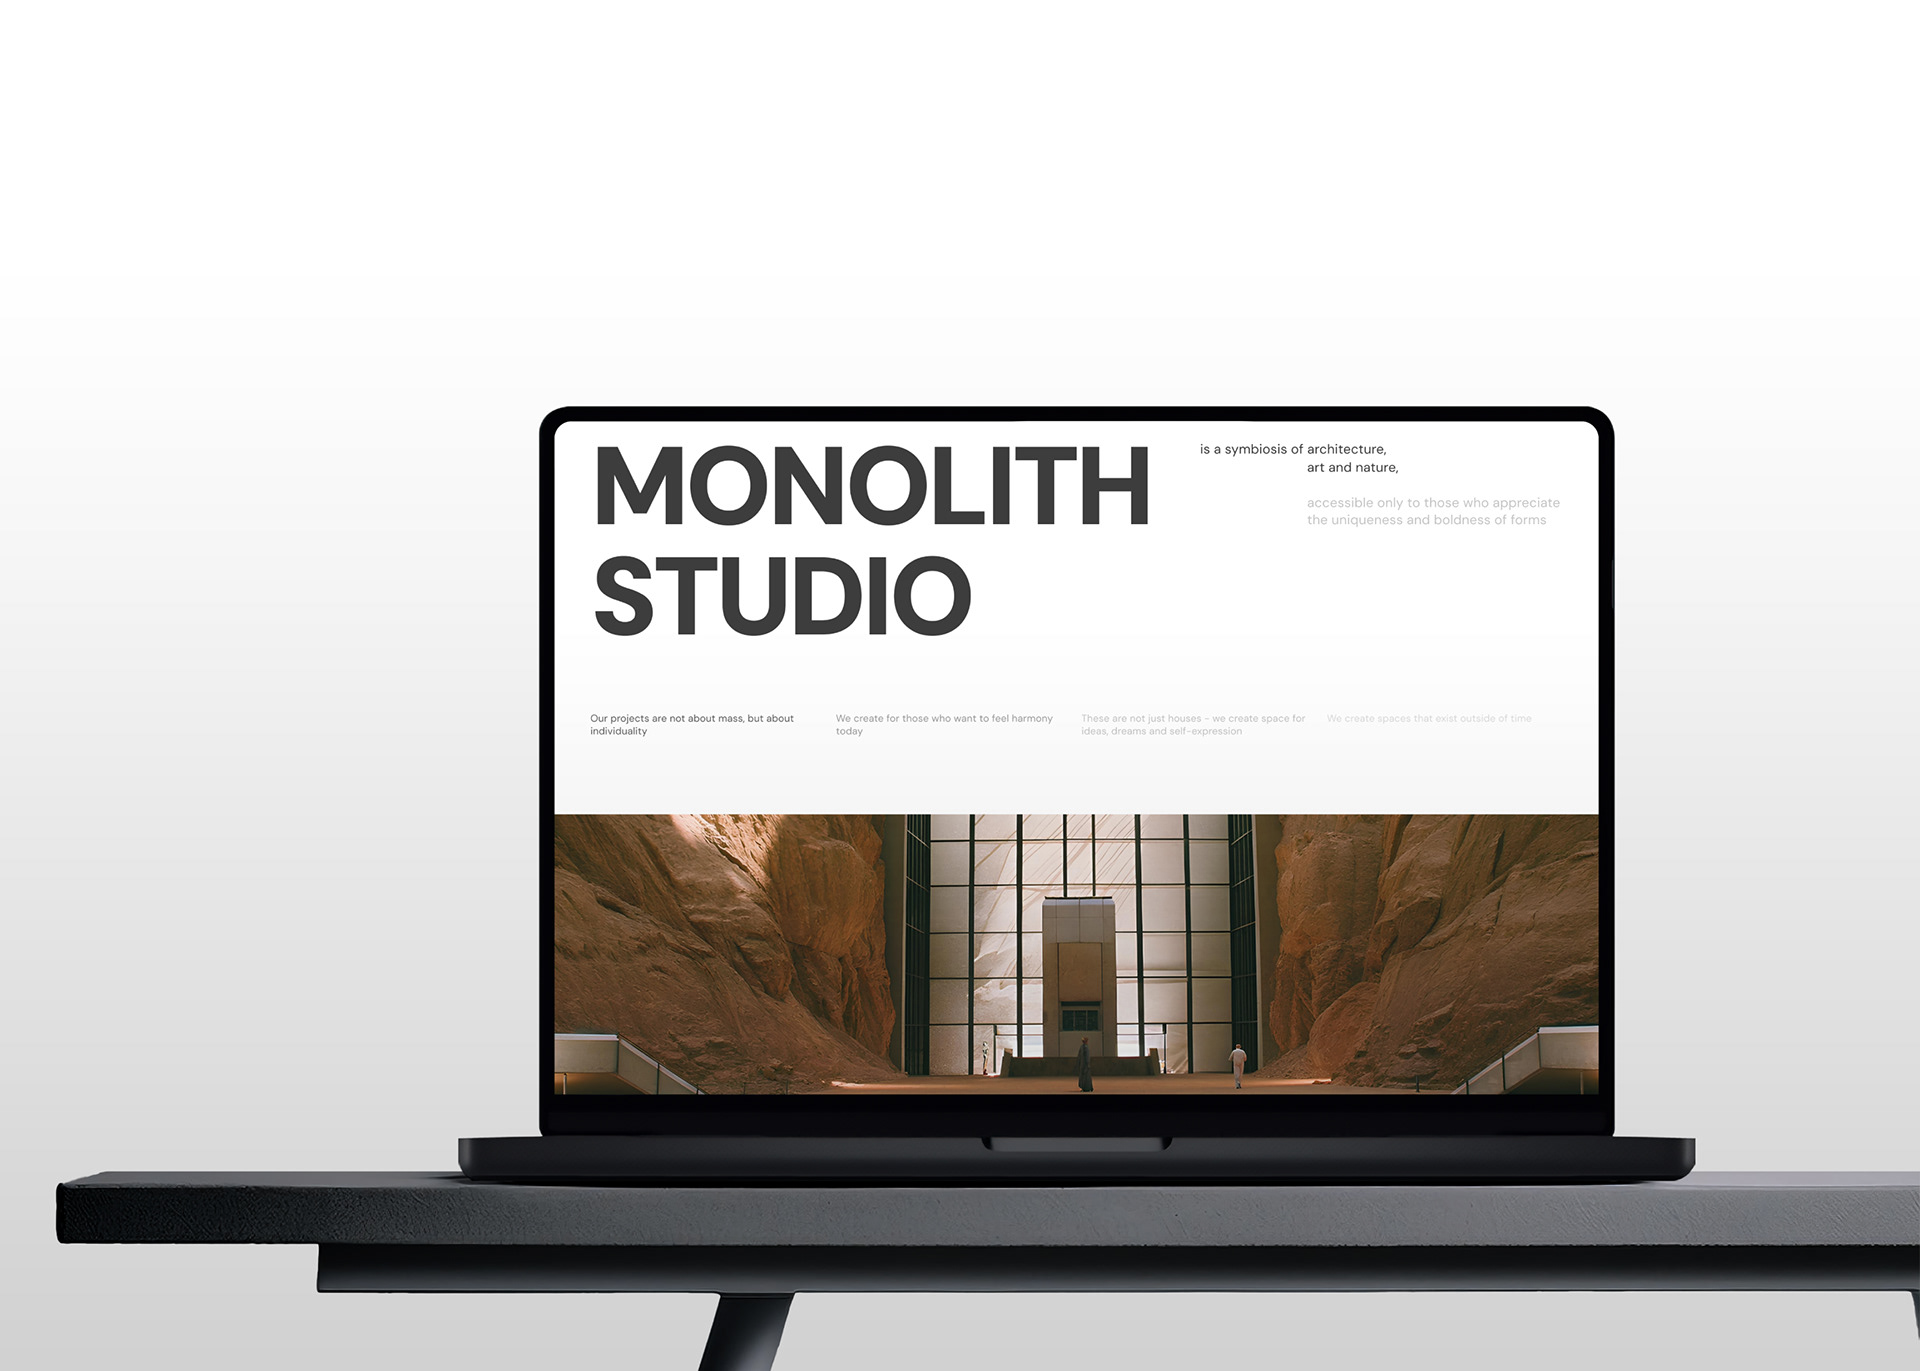 MONOLITH
STUDIO
is a symbiosis of architecture,
art and nature,
accessible only to those who appreciate
the uniqueness and boldness of forms
Our projects are not about mass, but about
individuality
We create for those who want to feel harmony
today
These are not just houses - we create space for
ideas, dreams and self-expression
We create spaces that exist outside of time